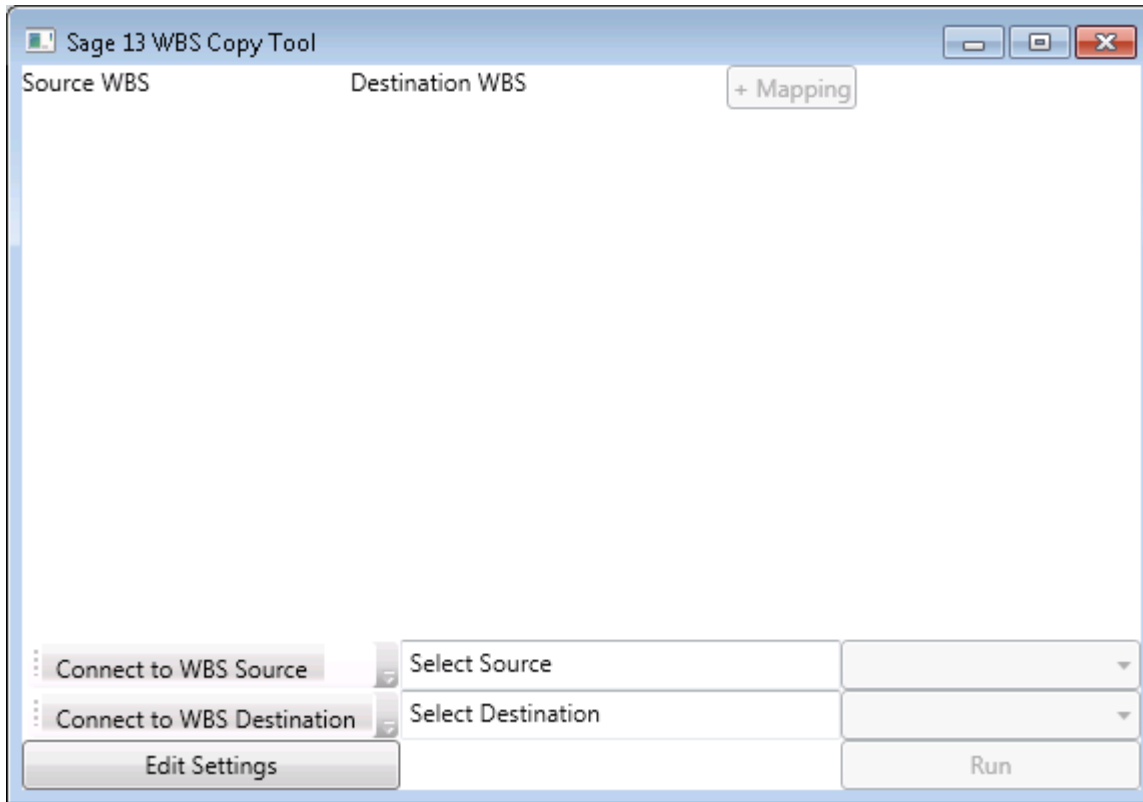 Sage 13 WBS Copy Tool
Source WBS Destination WBS + Mapping
Connect to WBS Source Select Source
Connect to WBS Destination Select Destination
Edit Settings Run